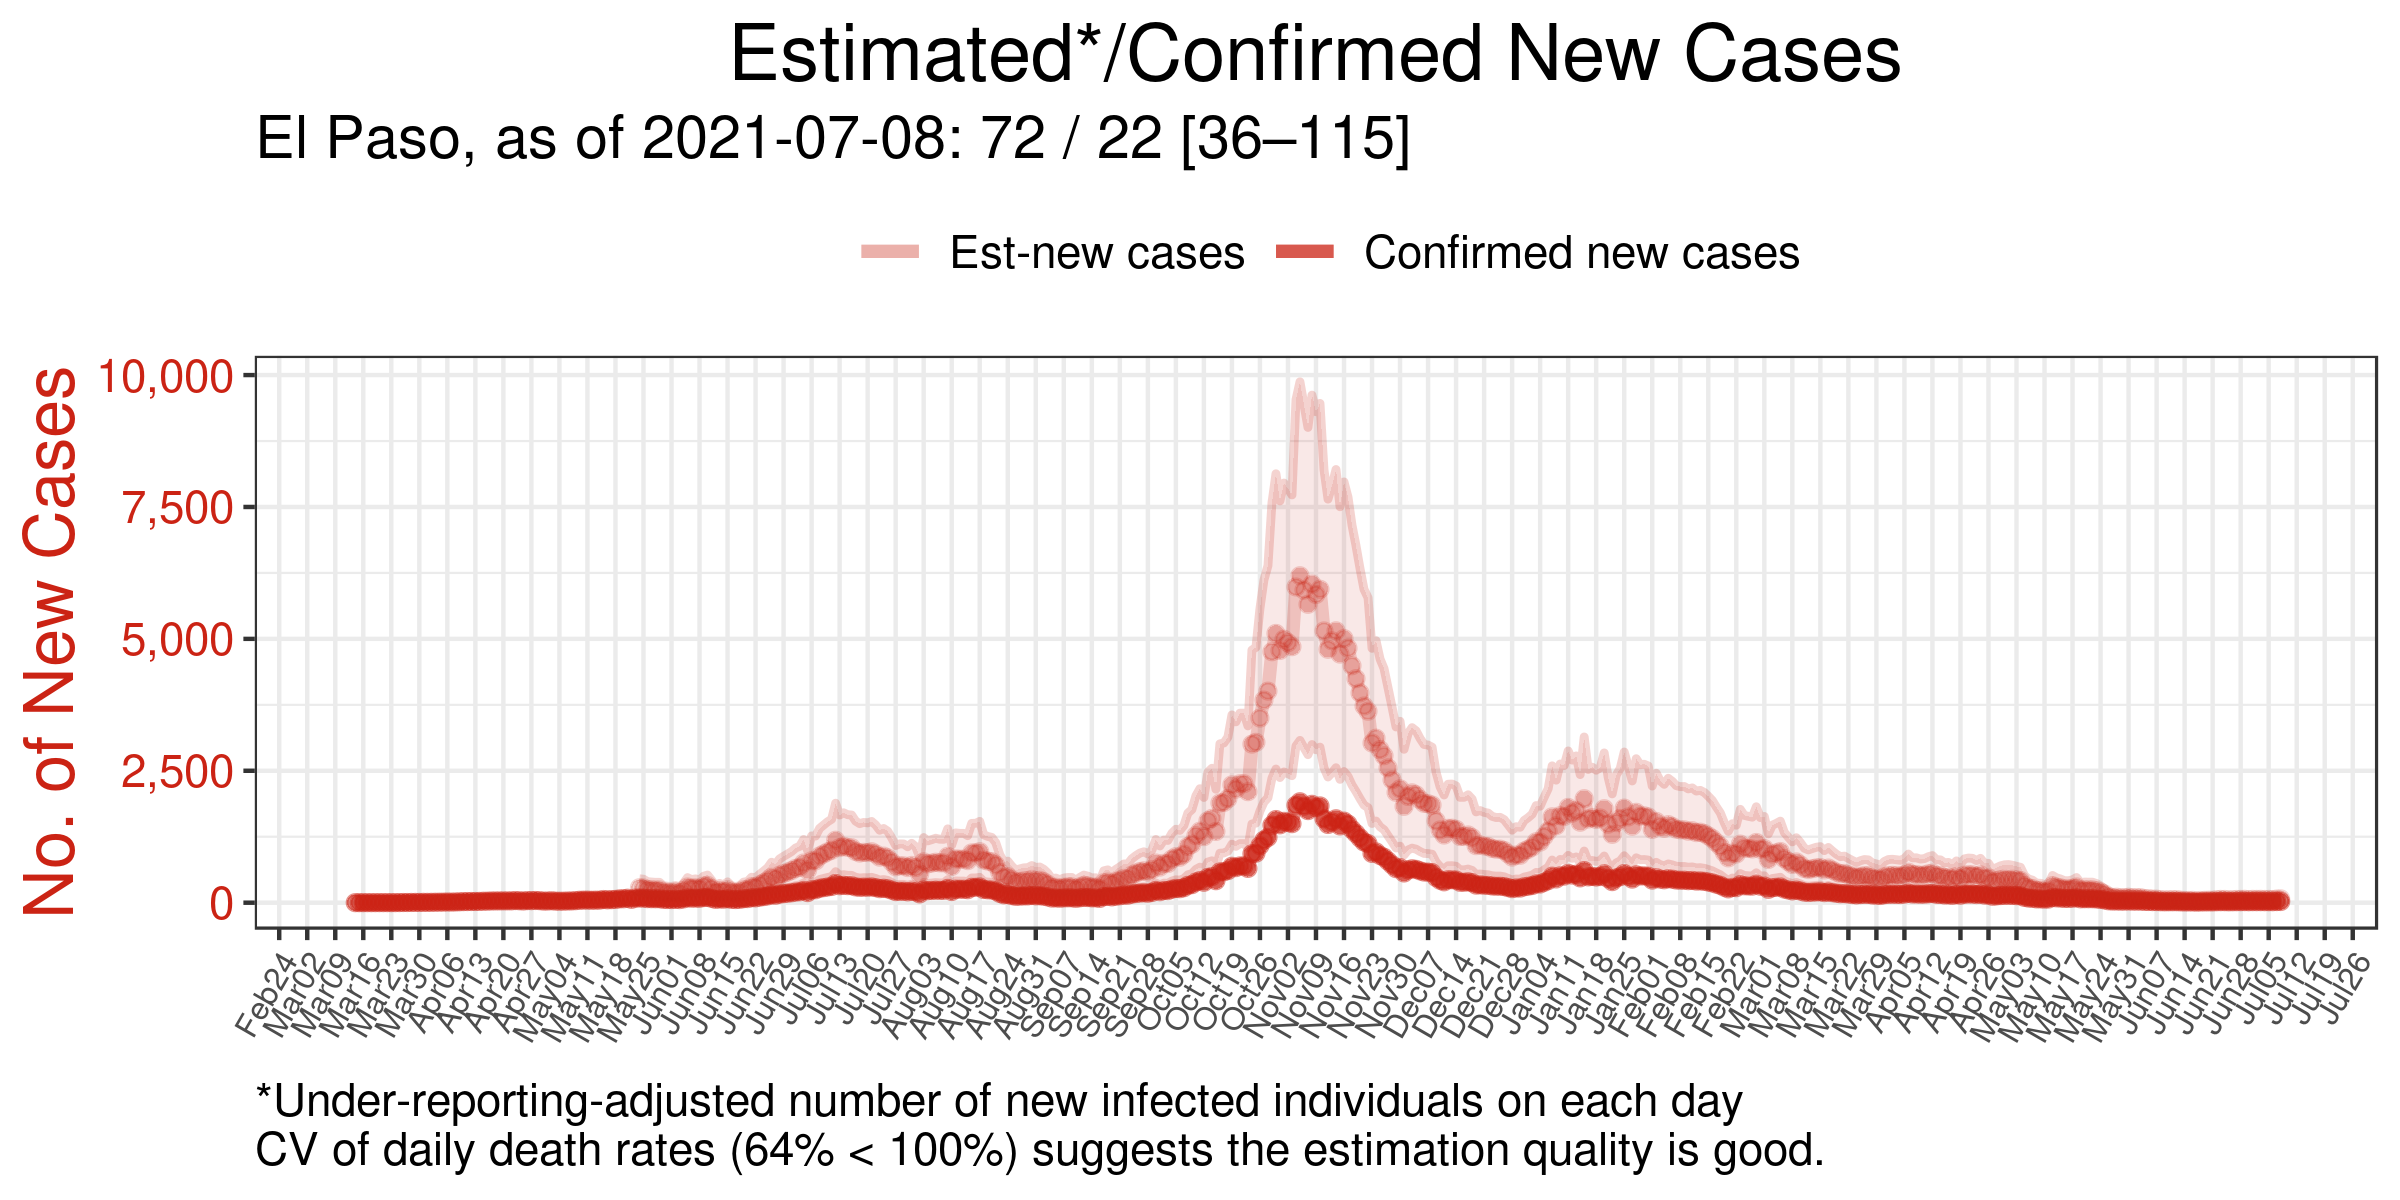 Estimated*/Confirmed New Cases
El Paso, as of 2021-07-08: 72 / 22 [36–115]
Est-new cases
Confirmed new cases
No. of New Cases
10,000
7,500
5,000
2,500
0
Feb24
Mar02
Mar09
Mar16
Mar23
Mar30
Apr06
Apr13
Apr20
Apr27
May04
May11
May18
May25
Jun01
Jun08
Jun15
Jun22
Jun29
Jul06
Jul13
Jul20
Jul27
Aug03
Aug10
Aug17
Aug24
Aug31
Sep07
Sep14
Sep21
Sep28
Oct05
Oct12
Oct19
Oct26
Nov02
Nov09
Nov16
Nov23
Nov30
Dec07
Dec14
Dec21
Dec28
Jan04
Jan11
Jan18
Jan25
Feb01
Feb08
Feb15
Feb22
Mar01
Mar08
Mar15
Mar22
Mar29
Apr05
Apr12
Apr19
Apr26
May03
May10
May17
May24
May31
Jun07
Jun14
Jun21
Jun28
Jul05
Jul12
Jul19
Jul26
*Under-reporting-adjusted number of new infected individuals on each day
CV of daily death rates (64% < 100%) suggests the estimation quality is good.